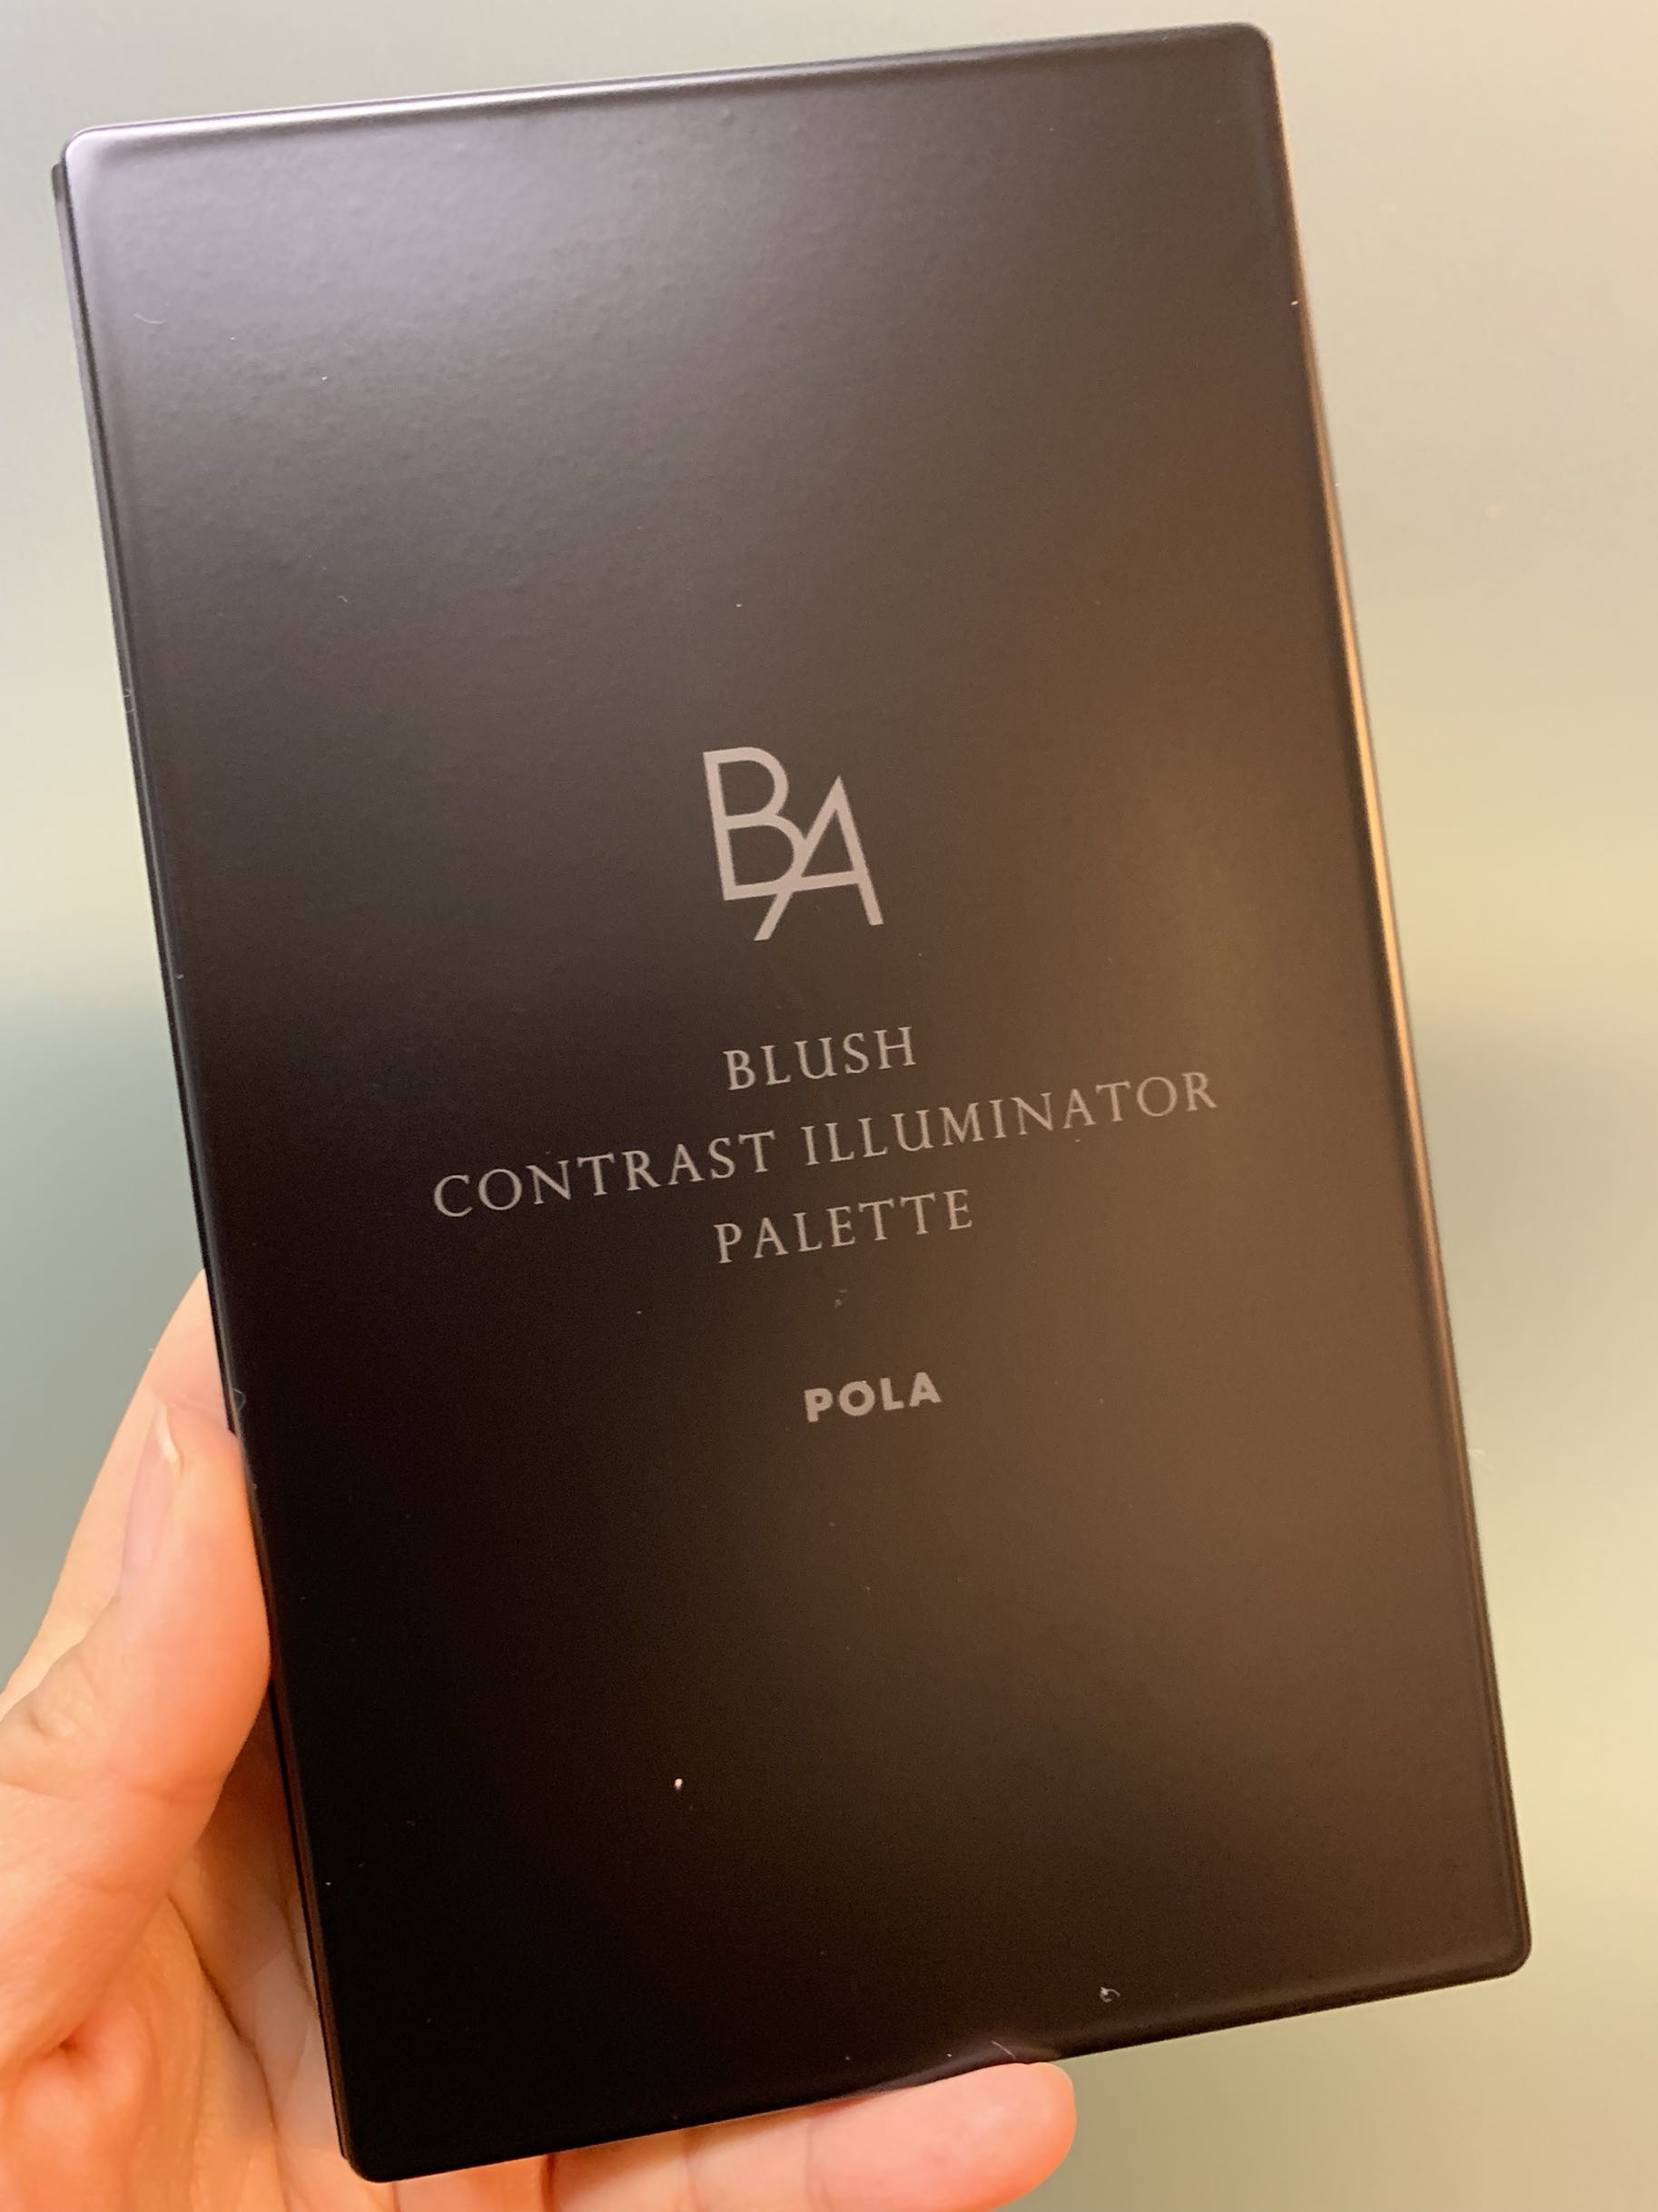 BA
BLUSH
CONTRAST ILLUMINATOR
PALETTE
POLA